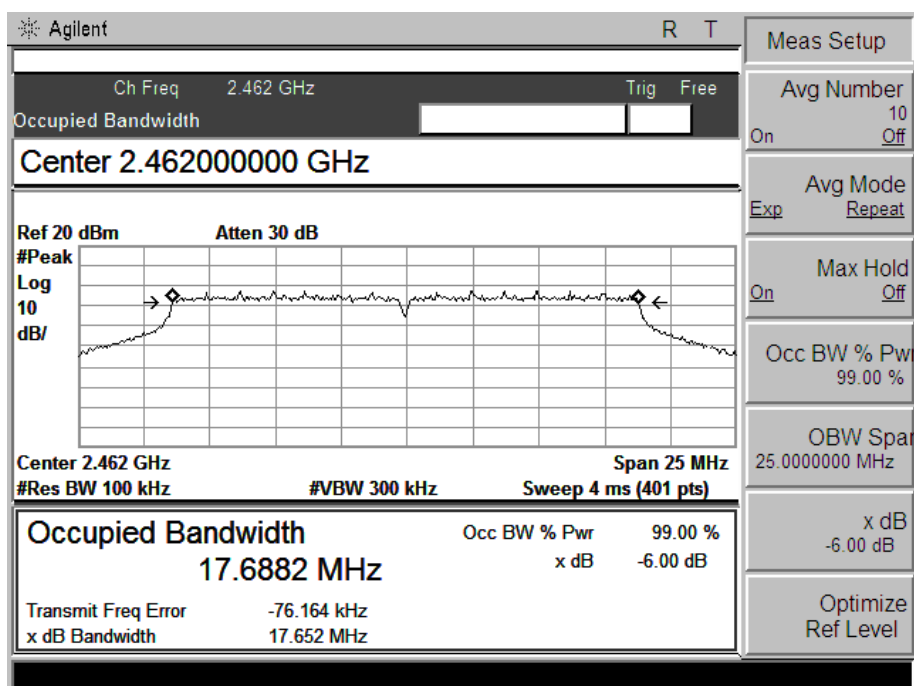 Agilent R T
Ch Freq 2.462 GHz Trig Free
Occupied Bandwidth
Center 2.462000000 GHz
Ref 20 dBm Atten 30 dB
#Peak
Log
10
dB/
Center 2.462 GHz Span 25 MHz
#Res BW 100 kHz #VBW 300 kHz Sweep 4 ms (401 pts)
Occupied Bandwidth
17.6882 MHz
Occ BW % Pwr 99.00 %
x dB -6.00 dB
Transmit Freq Error -76.164 kHz
x dB Bandwidth 17.652 MHz
Meas Setup
Avg Number
10
On Off
Avg Mode
Exp Repeat
Max Hold
On Off
Occ BW % Pwr
99.00 %
OBW Spar
25.0000000 MHz
x dB
-6.00 dB
Optimize
Ref Level